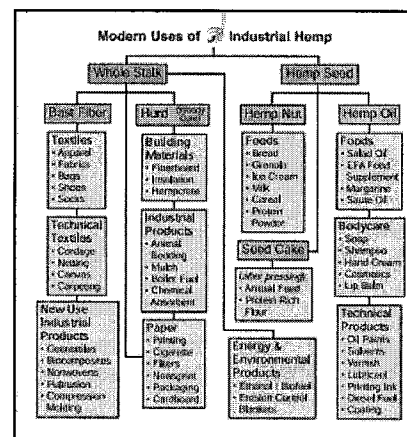 Modern Uses of Industrial Hemp
Whole Stalk
Hemp Seed
Bast Fiber
Hurd
Hemp Nut
Hemp Oil
Textiles
• Apparel
• Fabrics
• Bags
• Shoes
• Socks
Technical
Textiles
• Cordage
• Netting
• Canvas
• Carpeting
New Use
Industrial
Products
• Geotextiles
• Biocomposites
• Nonwovens
• Pultrusion
• Compression
Molding
Building
Materials
• Fiberboard
• Insulation
• Hempcrete
Industrial
Products
• Animal
Bedding
• Mulch
• Boiler Fuel
• Chemical
Absorbent
Paper
• Printing
• Cigarette
• Filters
• Newsprint
• Packaging
• Cardboard
Foods
• Bread
• Granola
• Ice Cream
• Milk
• Cereal
• Protein
Powder
Seed Cake
(after pressing)
• Animal Feed
• Protein Rich
Flour
Energy &
Environmental
Products
• Ethanol / Biofuel
• Erosion Control
Blankets
Foods
• Salad Oil
• EFA Food
Supplement
• Margarine
• Saute Oil
Bodycare
• Soap
• Shampoo
• Hand Cream
• Cosmetics
• Lip Balm
Technical
Products
• Oil Paints
• Solvents
• Varnish
• Lubricant
• Printing Ink
• Diesel Fuel
• Coating